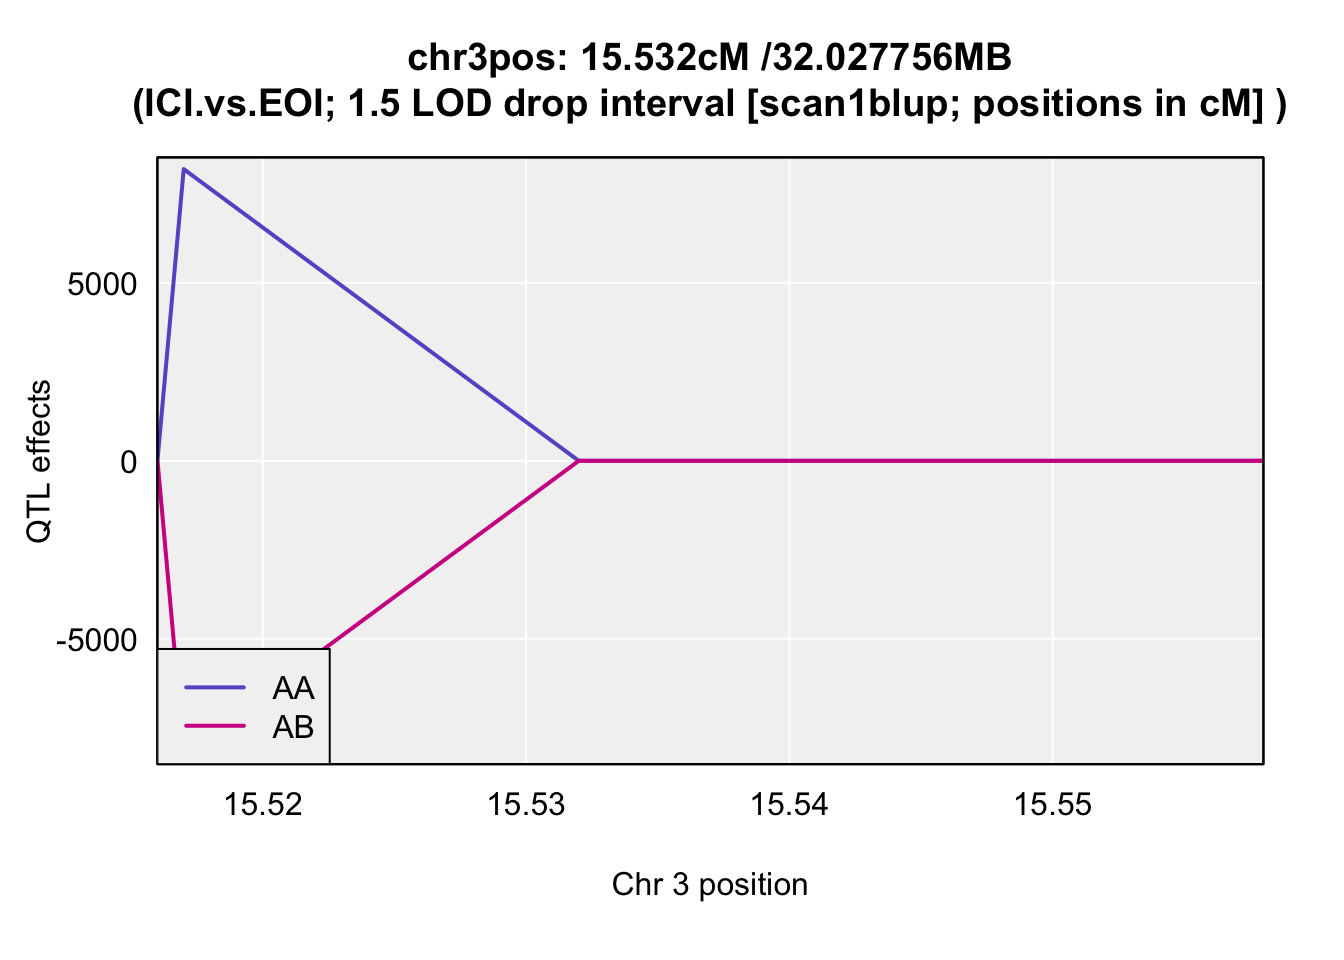 chr3pos: 15.532cM /32.027756MB
(ICI.vs.EOI; 1.5 LOD drop interval [scan1blup; positions in cM] )
QTL effects
5000
0
-5000
AA
AB
15.52
15.53
15.54
15.55
Chr 3 position